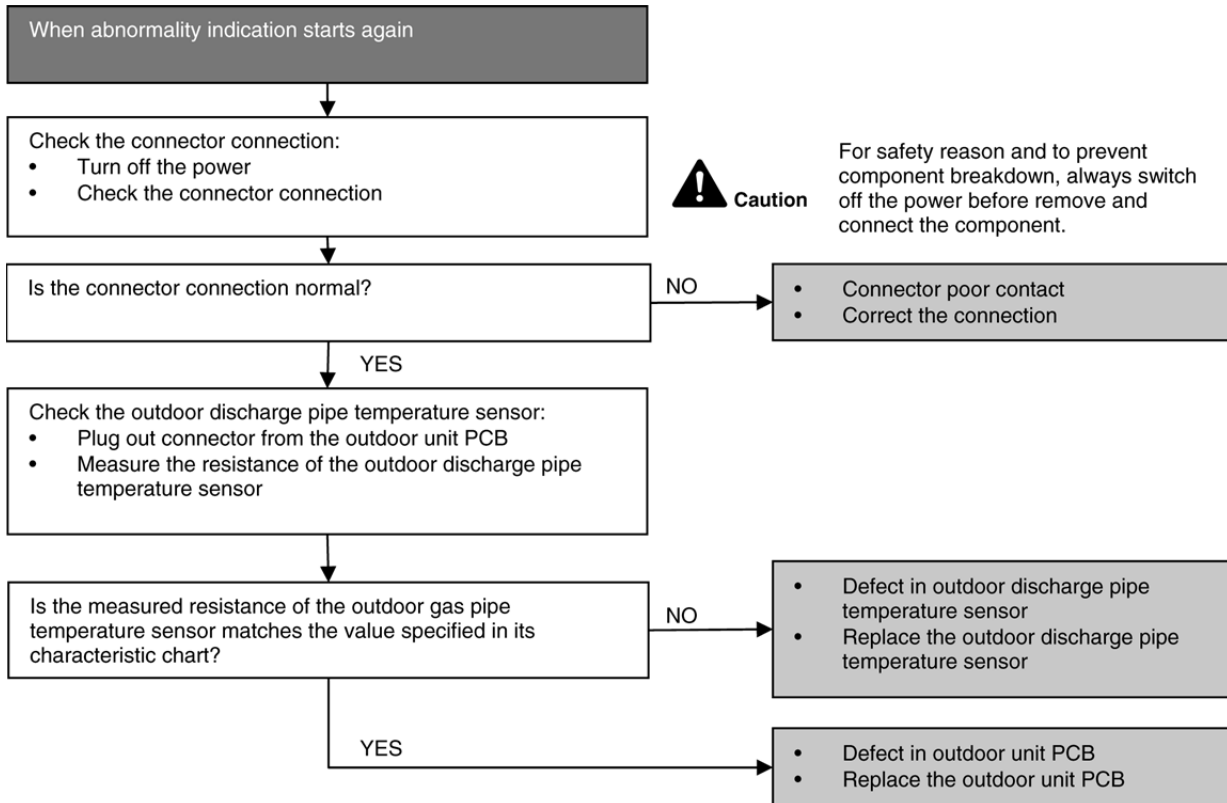 When abnormality indication starts again
Check the connector connection:
• Turn off the power
• Check the connector connection
Caution
For safety reason and to prevent
component breakdown, always switch
off the power before remove and
connect the component.
Is the connector connection normal?
NO
• Connector poor contact
• Correct the connection
YES
Check the outdoor discharge pipe temperature sensor:
• Plug out connector from the outdoor unit PCB
• Measure the resistance of the outdoor discharge pipe
temperature sensor
Is the measured resistance of the outdoor gas pipe
temperature sensor matches the value specified in its
characteristic chart?
NO
• Defect in outdoor discharge pipe
temperature sensor
• Replace the outdoor discharge pipe
temperature sensor
YES
• Defect in outdoor unit PCB
• Replace the outdoor unit PCB